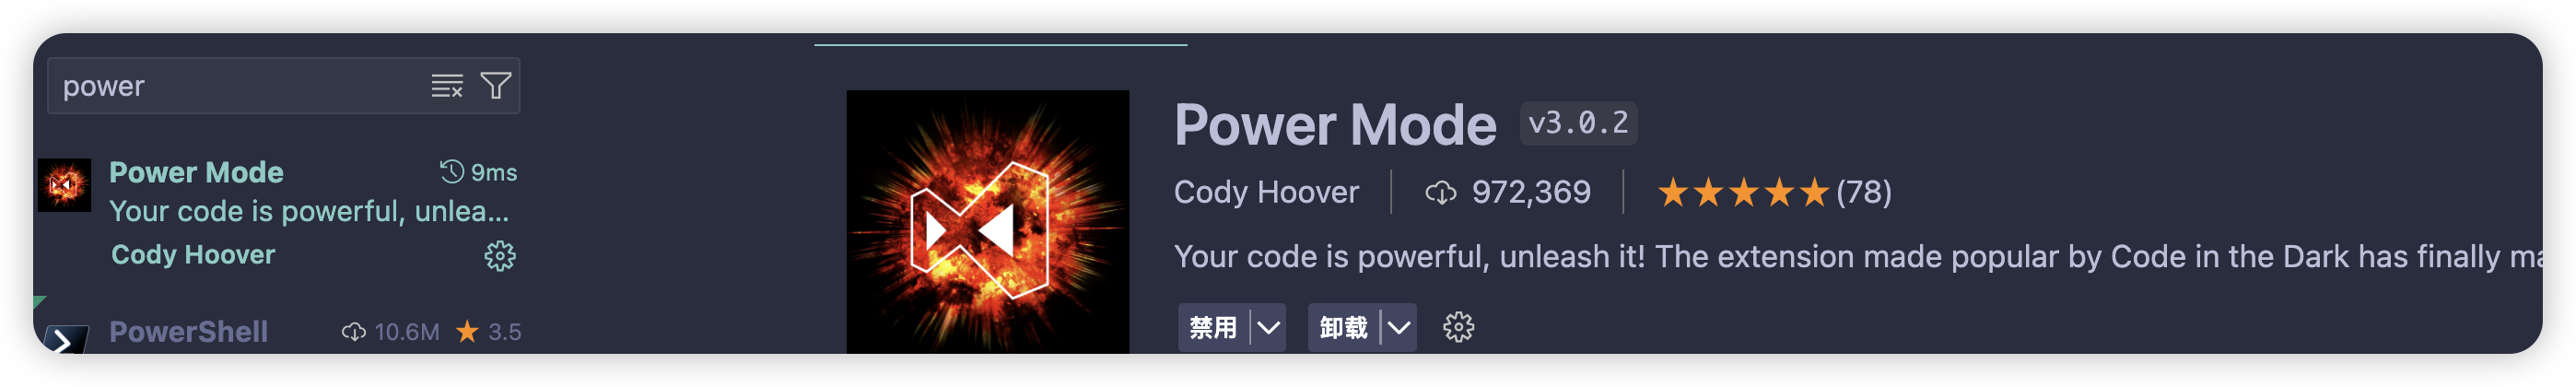 power
Power Mode 9ms
Your code is powerful, unlea...
Cody Hoover
PowerShell 10.6M 3.5
Power Mode v3.0.2
Cody Hoover 972,369 (78)
Your code is powerful, unleash it! The extension made popular by Code in the Dark has finally ma
禁用 卸载